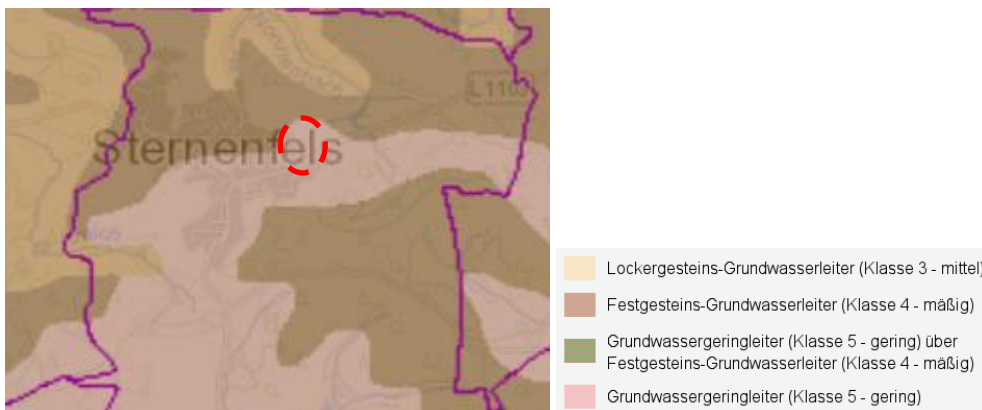 L 1103
Sternenfels
Lockergesteins-Grundwasserleiter (Klasse 3 - mittel)
Festgesteins-Grundwasserleiter (Klasse 4 - mäßig)
Grundwassergeringleiter (Klasse 5 - gering) über
Festgesteins-Grundwasserleiter (Klasse 4 - mäßig)
Grundwassergeringleiter (Klasse 5 - gering)